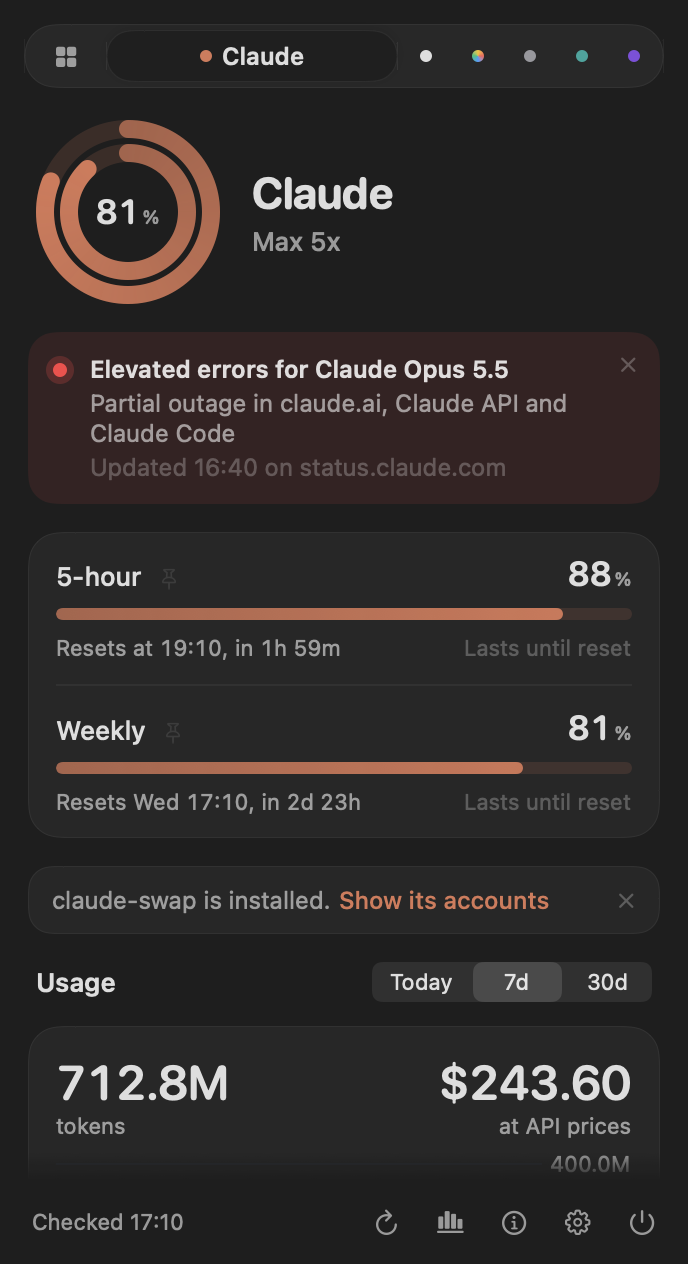 Claude
81%
Claude
Max 5x
Elevated errors for Claude Opus 5.5
Partial outage in claude.ai, Claude API and
Claude Code
Updated 16:40 on status.claude.com
5-hour 88%
Resets at 19:10, in 1h 59m Lasts until reset
Weekly 81%
Resets Wed 17:10, in 2d 23h Lasts until reset
claude-swap is installed. Show its accounts
Usage Today 7d 30d
712.8M $243.60
tokens at API prices
400.0M
Checked 17:10